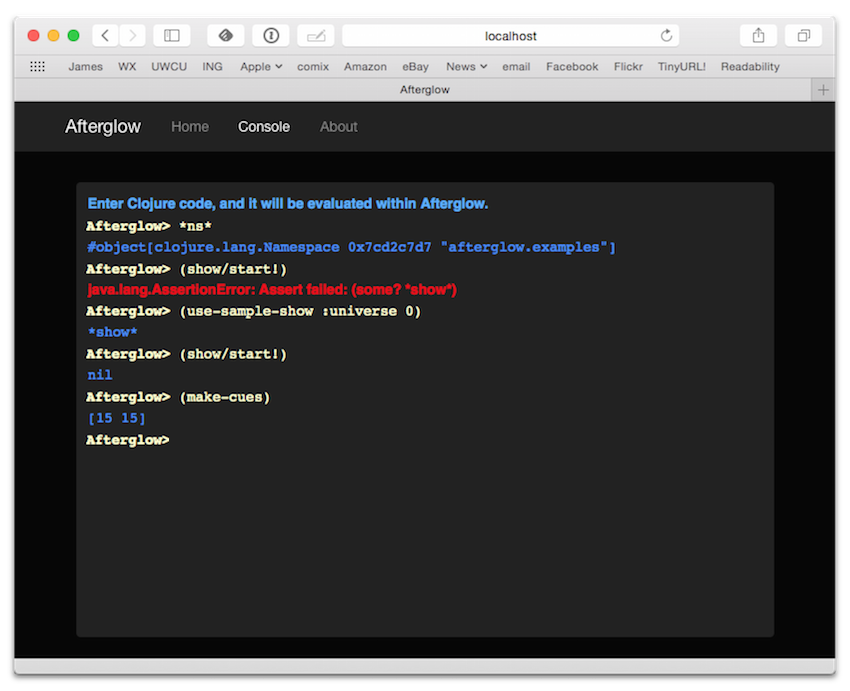 localhost
James WX UWCU ING Apple comix Amazon eBay News email Facebook Flickr TinyURL! Readability
Afterglow
Afterglow Home Console About
Enter Clojure code, and it will be evaluated within Afterglow.
Afterglow> *ns*
#object[clojure.lang.Namespace 0x7cd2c7d7 "afterglow.examples"]
Afterglow> (show/start!)
java.lang.AssertionError: Assert failed: (some? *show*)
Afterglow> (use-sample-show :universe 0)
*show*
Afterglow> (show/start!)
nil
Afterglow> (make-cues)
[15 15]
Afterglow>